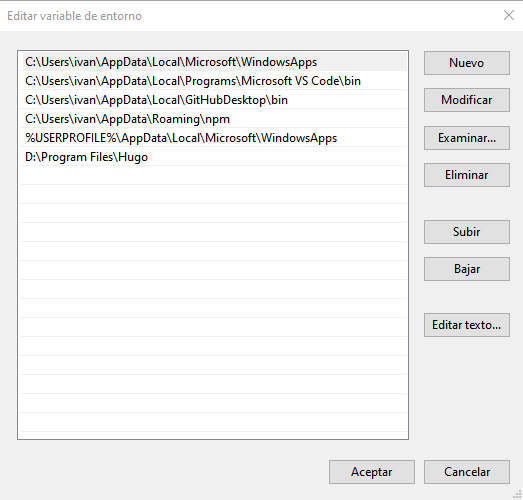 Editar variable de entorno
C:\Users\ivan\AppData\Local\Microsoft\WindowsApps
C:\Users\ivan\AppData\Local\Programs\Microsoft VS Code\bin
C:\Users\ivan\AppData\Local\GitHubDesktop\bin
C:\Users\ivan\AppData\Roaming\npm
%USERPROFILE%\AppData\Local\Microsoft\WindowsApps
D:\Program Files\Hugo
Nuevo
Modificar
Examinar...
Eliminar
Subir
Bajar
Editar texto...
Aceptar
Cancelar